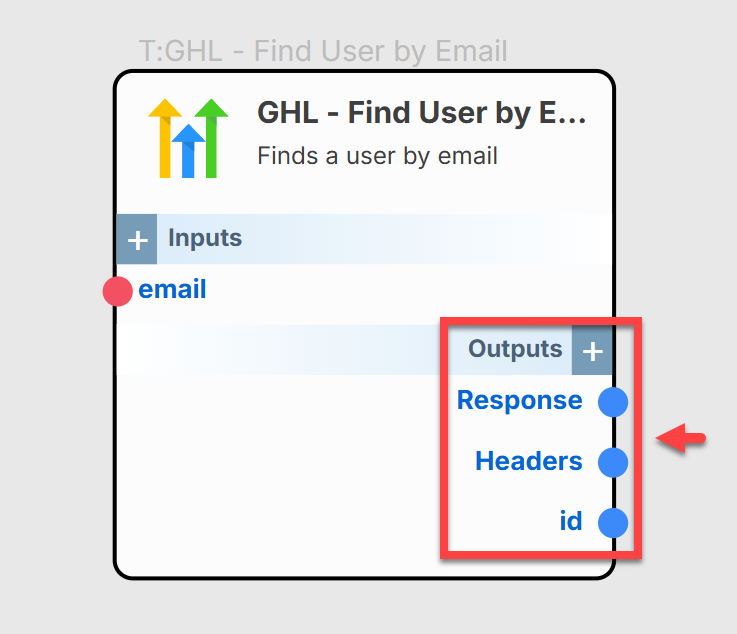 T:GHL - Find User by Email
GHL - Find User by E...
Finds a user by email
+ Inputs
email
Outputs +
Response
Headers
id